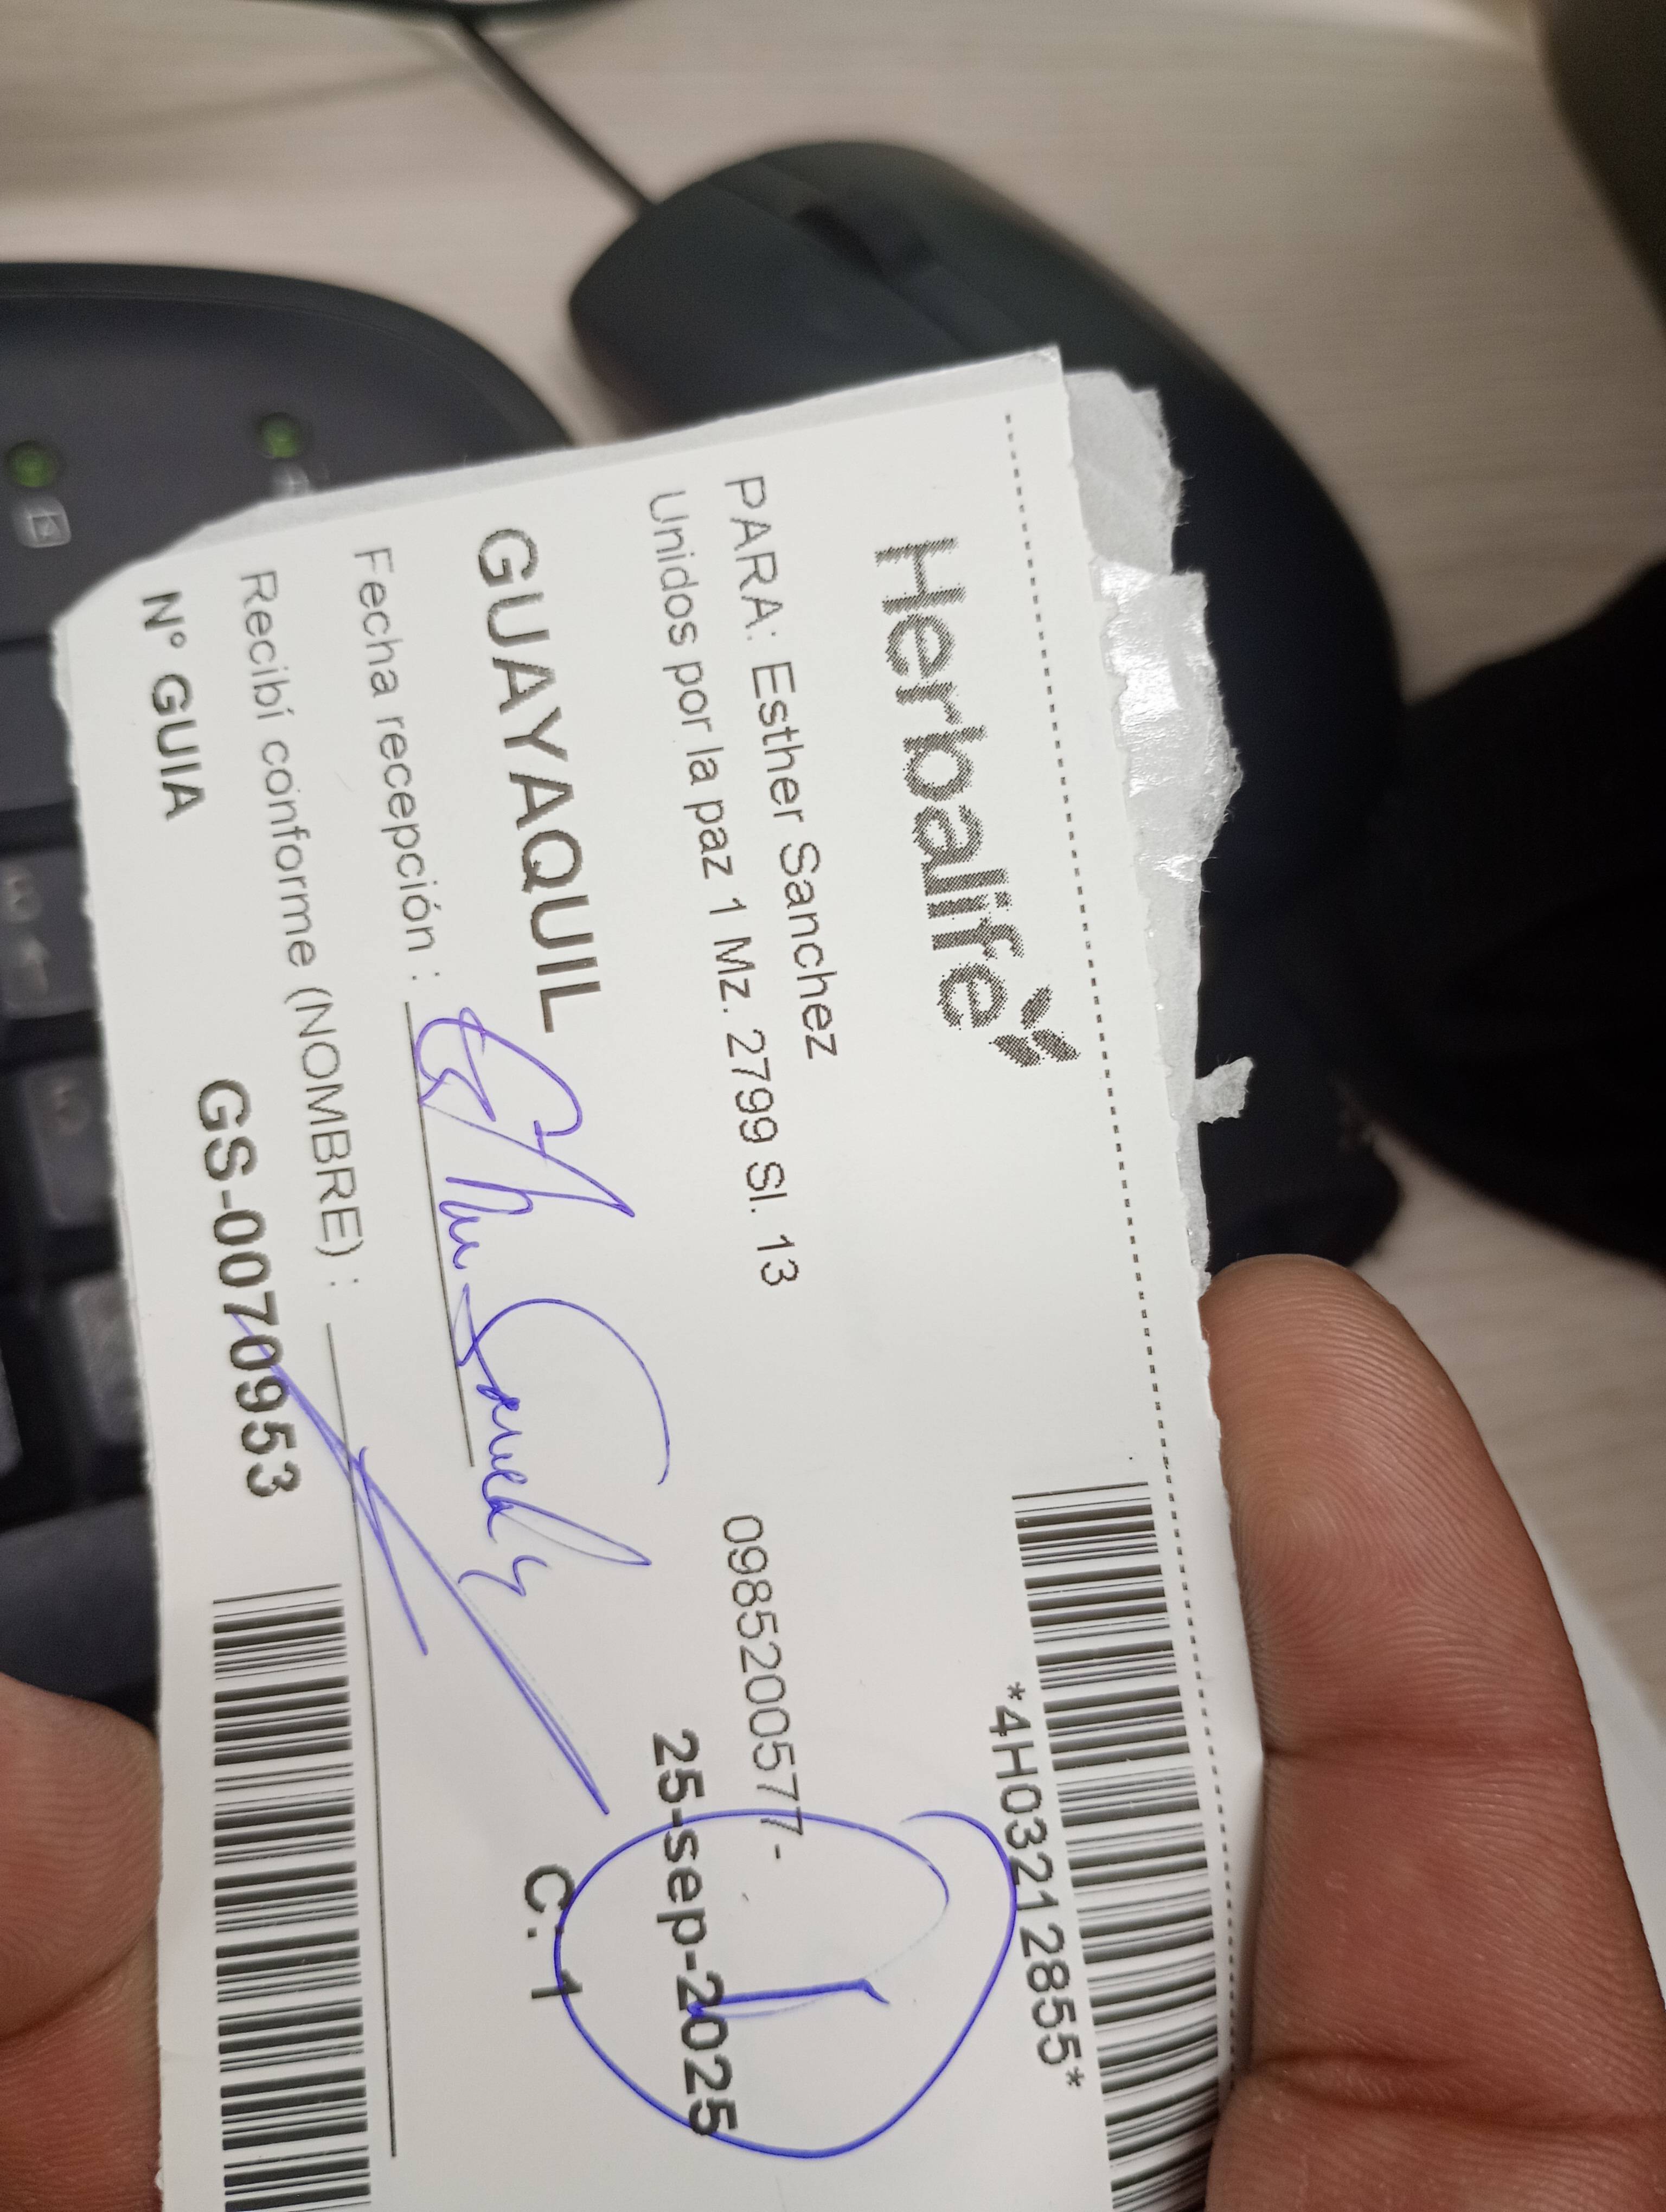 Herbalife
*4H03212855*
PARA: Esther Sanchez
0985200577 -
Unidos por la paz 1 Mz. 2799 Sl. 13
25-sep-2025
GUAYAQUIL
C: 1
1
Fecha recepción :
Recibí conforme (NOMBRE) :
N° GUIA
GS-00709953